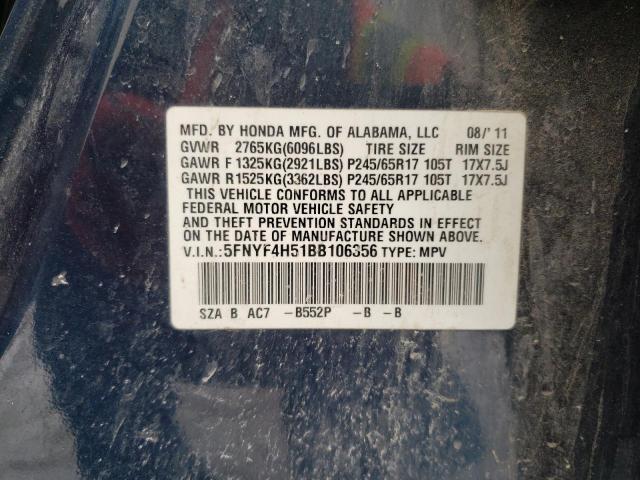 MFD. BY HONDA MFG. OF ALABAMA, LLC 08/'11
GVWR 2765KG(6096LBS) TIRE SIZE RIM SIZE
GAWR F 1325KG(2921LBS) P245/65R17 105T 17X7.5J
GAWR R1525KG(3362LBS) P245/65R17 105T 17X7.5J
THIS VEHICLE CONFORMS TO ALL APPLICABLE
FEDERAL MOTOR VEHICLE SAFETY
AND THEFT PREVENTION STANDARDS IN EFFECT
ON THE DATE OF MANUFACTURE SHOWN ABOVE.
V.I.N.:5FNYF4H51BB106356 TYPE: MPV
SZA B AC7 -B552P -B -B